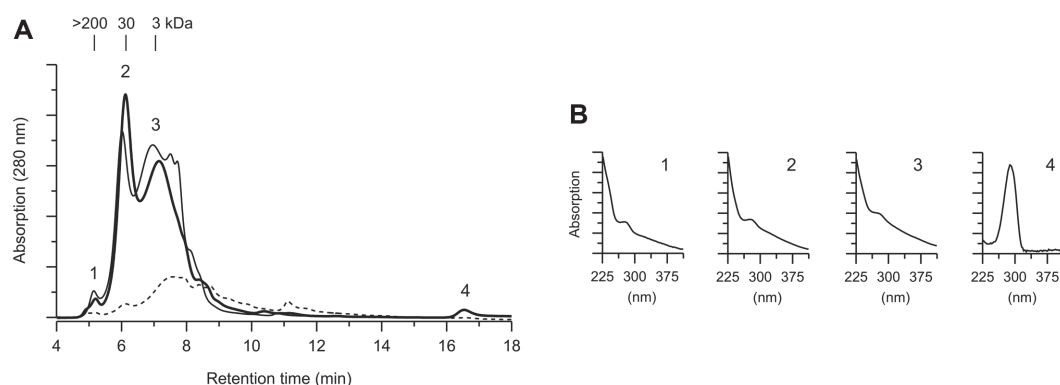 A
>200 30 3 kDa
2
3
1
4
Absorption (280 nm)
4 6 8 10 12 14 16 18
Retention time (min)
B
1 2 3 4
Absorption
225 300 375 225 300 375 225 300 375 225 300 375
(nm) (nm) (nm) (nm)